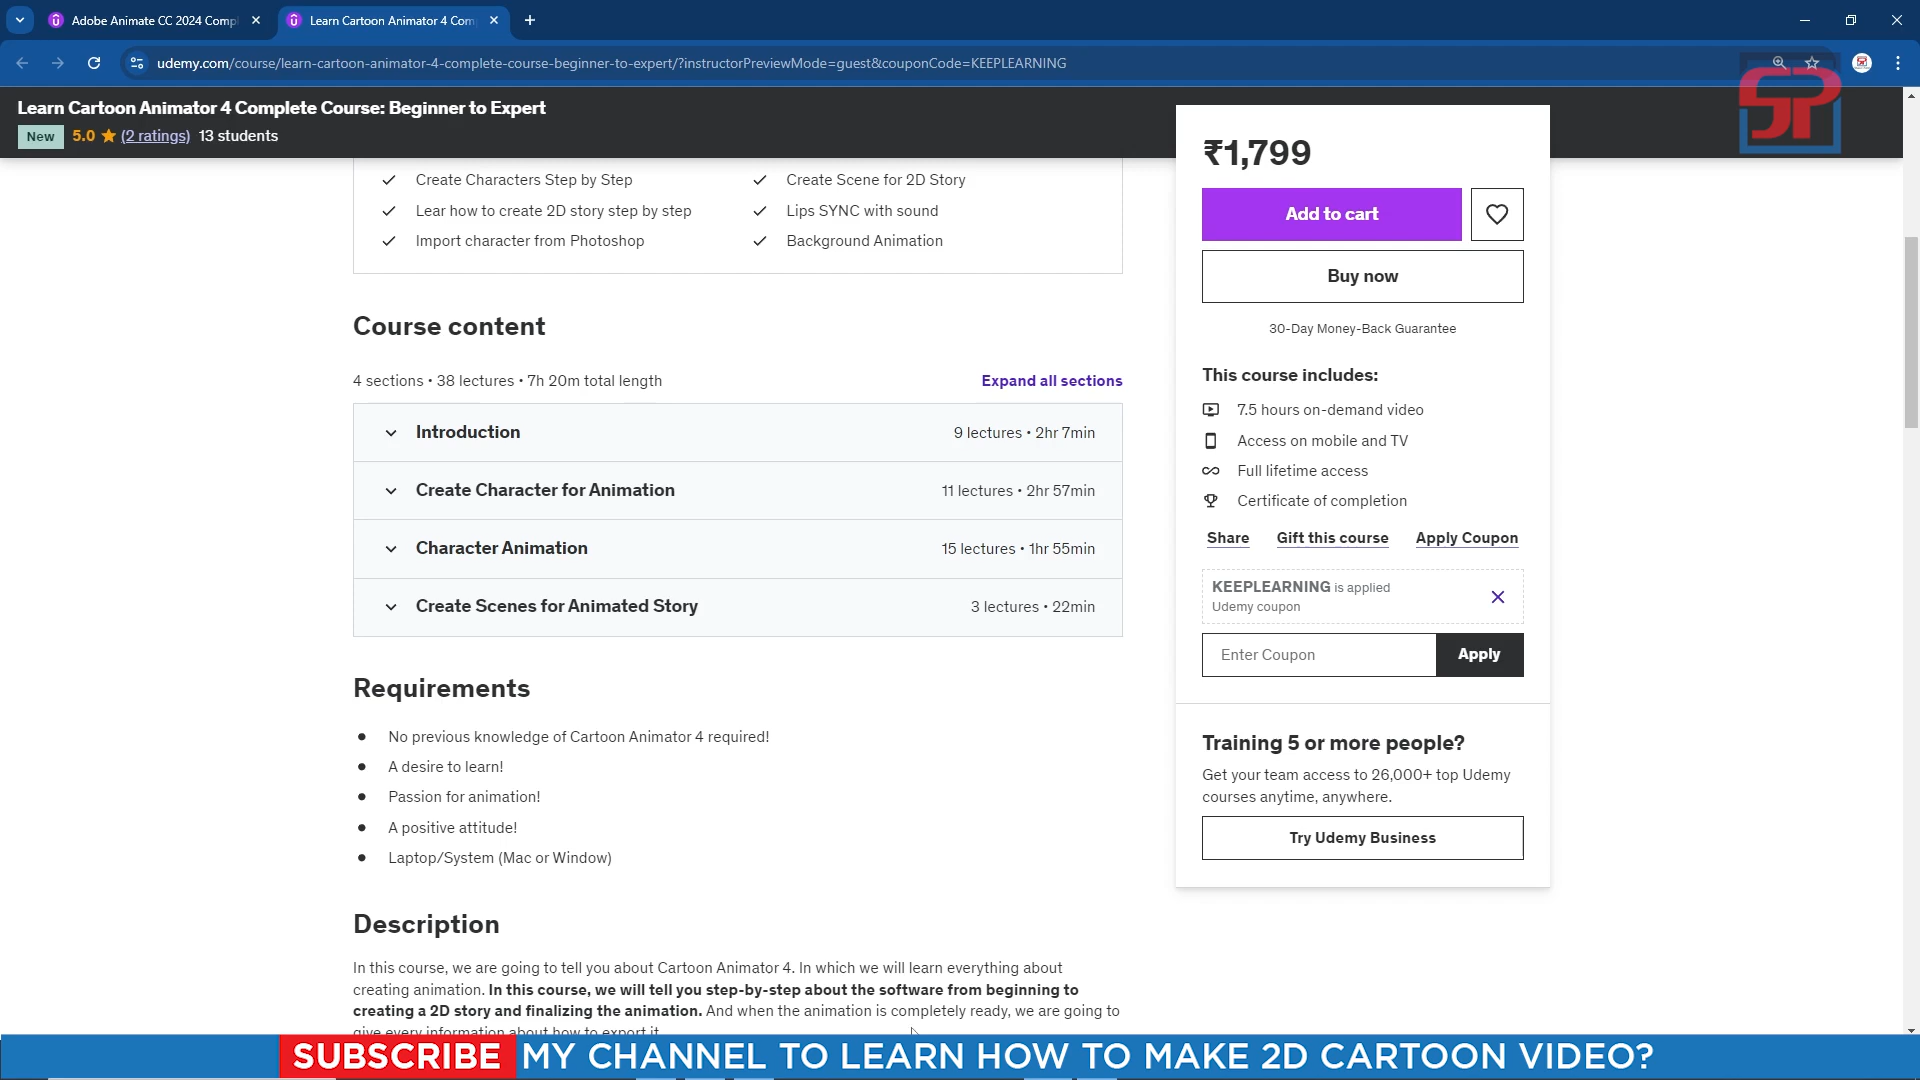 Adobe Animate CC 2024 Compl
Learn Cartoon Animator 4 Com
udemy.com/course/learn-cartoon-animator-4-complete-course-beginner-to-expert/?instructorPreviewMode=guest&couponCode=KEEPLEARNING
Learn Cartoon Animator 4 Complete Course: Beginner to Expert
New 5.0 (2 ratings) 13 students
SP
Create Characters Step by Step
Create Scene for 2D Story
Lear how to create 2D story step by step
Lips SYNC with sound
Import character from Photoshop
Background Animation
Course content
4 sections • 38 lectures • 7h 20m total length
Expand all sections
Introduction
9 lectures • 2hr 7min
Create Character for Animation
11 lectures • 2hr 57min
Character Animation
15 lectures • 1hr 55min
Create Scenes for Animated Story
3 lectures • 22min
Requirements
No previous knowledge of Cartoon Animator 4 required!
A desire to learn!
Passion for animation!
A positive attitude!
Laptop/System (Mac or Window)
Description
In this course, we are going to tell you about Cartoon Animator 4. In which we will learn everything about
creating animation. In this course, we will tell you step-by-step about the software from beginning to
creating a 2D story and finalizing the animation. And when the animation is completely ready, we are going to
give every information about how to export it.
₹1,799
Add to cart
Buy now
30-Day Money-Back Guarantee
This course includes:
7.5 hours on-demand video
Access on mobile and TV
Full lifetime access
Certificate of completion
Share
Gift this course
Apply Coupon
KEEPLEARNING is applied
Udemy coupon
Enter Coupon
Apply
Training 5 or more people?
Get your team access to 26,000+ top Udemy
courses anytime, anywhere.
Try Udemy Business
SUBSCRIBE MY CHANNEL TO LEARN HOW TO MAKE 2D CARTOON VIDEO?